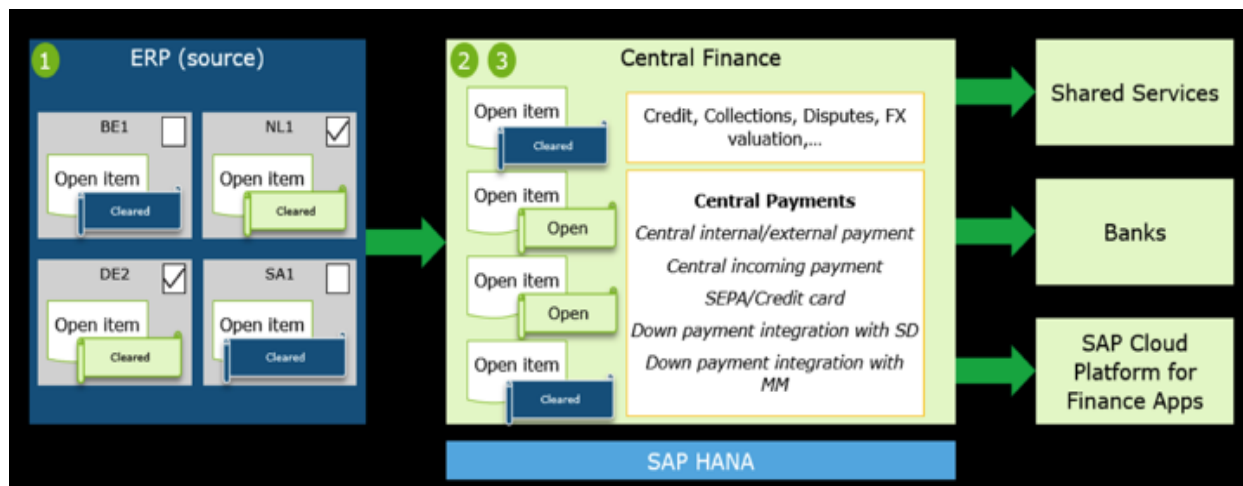 1
ERP (source)
BE1
Open item
Cleared
NL1
Open item
Cleared
DE2
Open item
Cleared
SA1
Open item
Cleared
2 3
Central Finance
Open item
Cleared
Open item
Open
Open item
Open
Open item
Cleared
Credit, Collections, Disputes, FX
valuation,...
Central Payments
Central internal/external payment
Central incoming payment
SEPA/Credit card
Down payment integration with SD
Down payment integration with
MM
SAP HANA
Shared Services
Banks
SAP Cloud
Platform for
Finance Apps